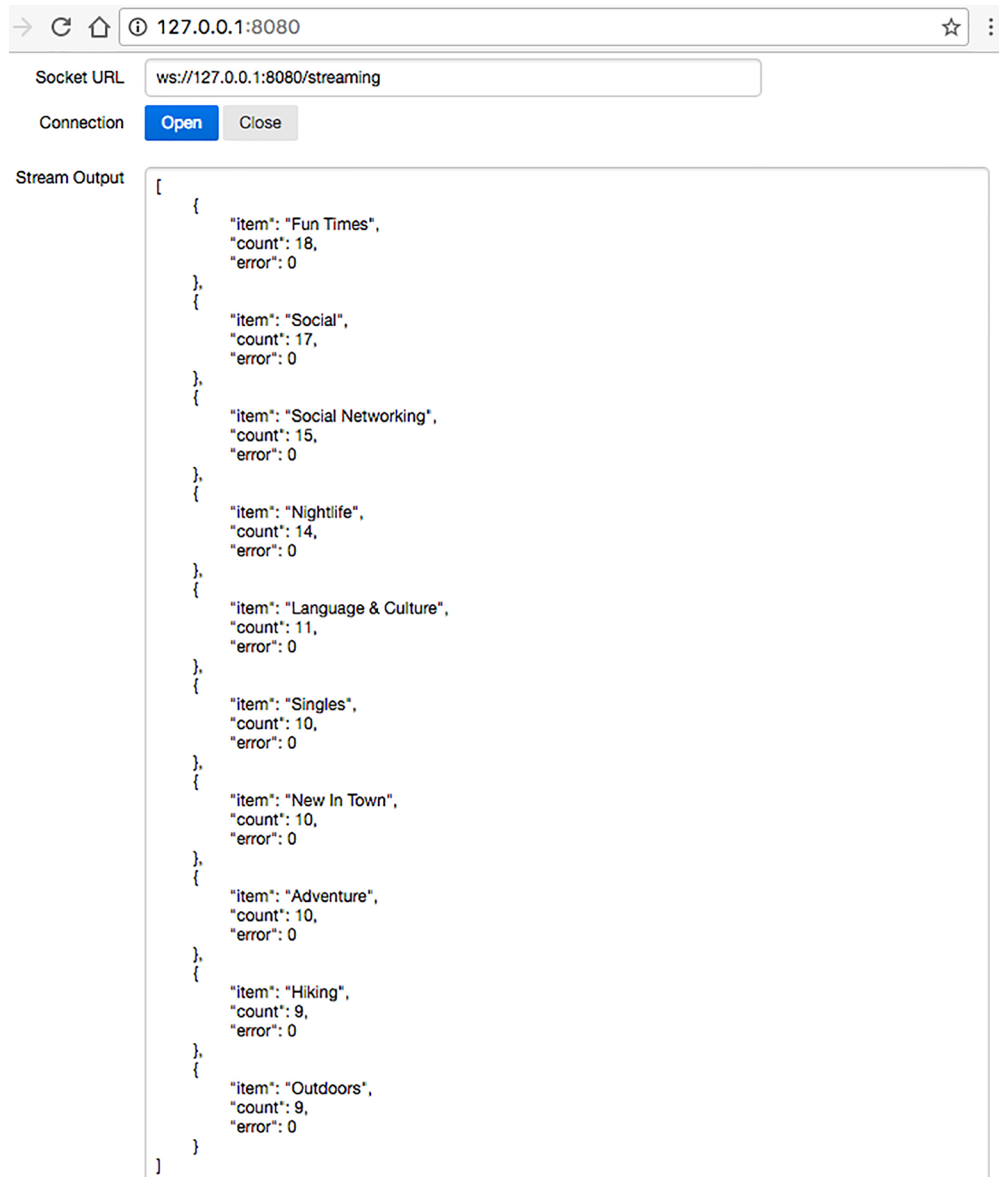 127.0.0.1:8080
Socket URL ws://127.0.0.1:8080/streaming
Connection Open Close
Stream Output
[
{
"item": "Fun Times",
"count": 18,
"error": 0
},
{
"item": "Social",
"count": 17,
"error": 0
},
{
"item": "Social Networking",
"count": 15,
"error": 0
},
{
"item": "Nightlife",
"count": 14,
"error": 0
},
{
"item": "Language & Culture",
"count": 11,
"error": 0
},
{
"item": "Singles",
"count": 10,
"error": 0
},
{
"item": "New In Town",
"count": 10,
"error": 0
},
{
"item": "Adventure",
"count": 10,
"error": 0
},
{
"item": "Hiking",
"count": 9,
"error": 0
},
{
"item": "Outdoors",
"count": 9,
"error": 0
}
]